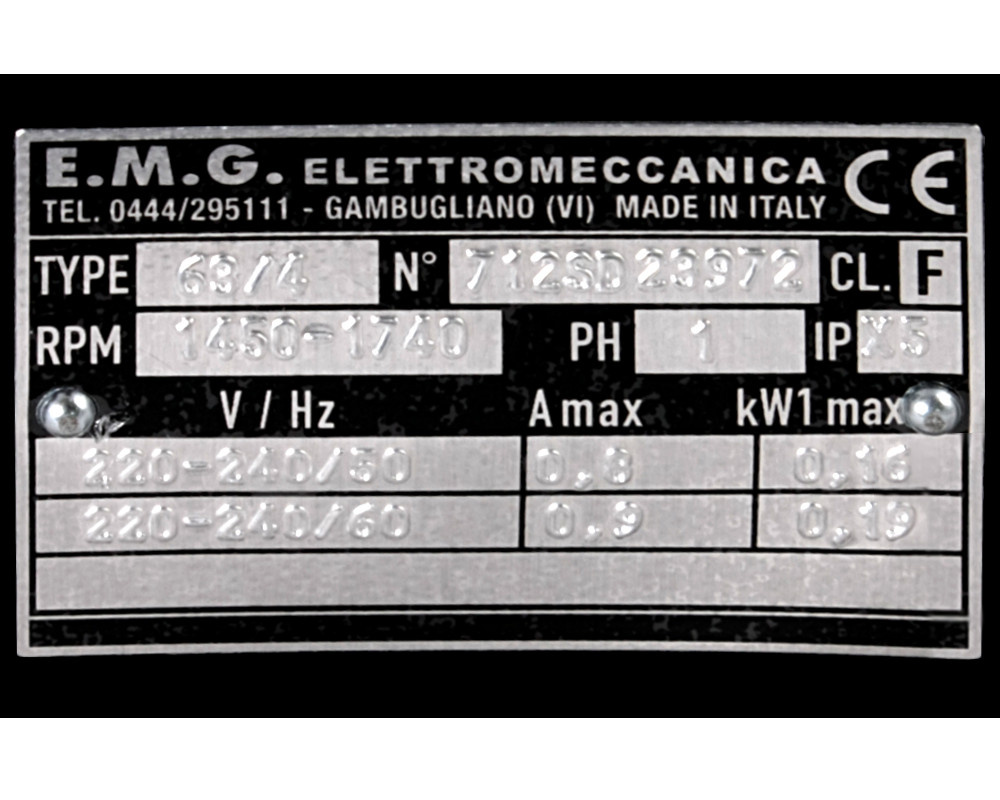 E.M.G. ELETTROMECCANICA CE
TEL. 0444/295111 - GAMBUGLIANO (VI) MADE IN ITALY
TYPE 63/4 N° 712SD23972 CL. F
RPM 1450-1740 PH 1 IP X5
V / Hz A max kW1 max
220-240/50 0,8 0,16
220-240/60 0,9 0,19